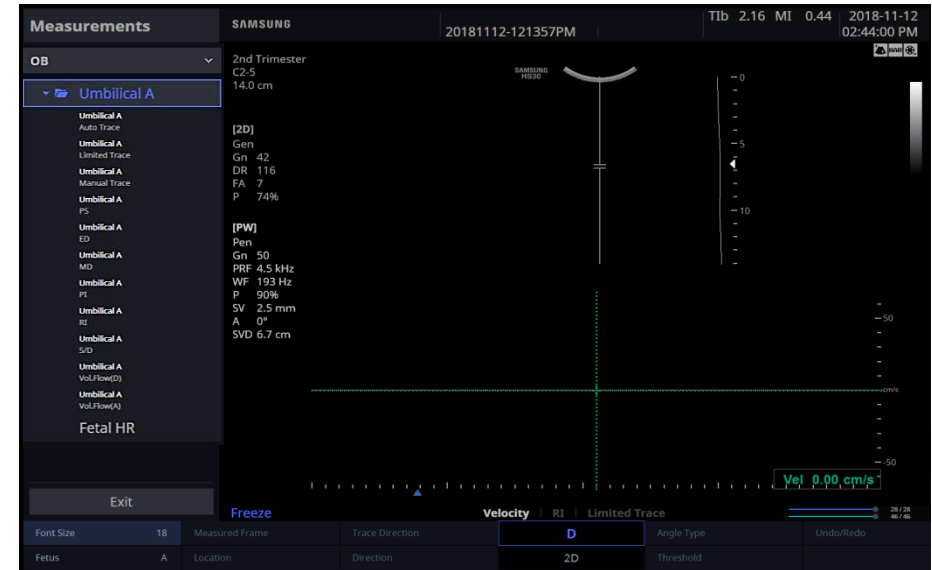 Measurements
SAMSUNG
20181112-121357PM
TIb 2.16 MI 0.44
2018-11-12
02:44:00 PM
OB
Umbilical A
Umbilical A
Auto Trace
Umbilical A
Limited Trace
Umbilical A
Manual Trace
Umbilical A
PS
Umbilical A
ED
Umbilical A
MD
Umbilical A
PI
Umbilical A
RI
Umbilical A
S/D
Umbilical A
Vol.Flow(D)
Umbilical A
Vol.Flow(A)
Fetal HR
Exit
2nd Trimester
C2-5
14.0 cm
[2D]
Gen
Gn 42
DR 116
FA 7
P 74%
[PW]
Pen
Gn 50
PRF 4.5 kHz
WF 193 Hz
P 90%
SV 2.5 mm
A 0°
SVD 6.7 cm
SAMSUNG
HS30
HAR
0
5
10
50
cm/s
-50
Vel 0.00 cm/s
Freeze
Velocity | RI | Limited Trace
28 / 28
46 / 46
Font Size 18 Measured Frame Trace Direction D Angle Type Undo/Redo
Fetus A Location Direction 2D Threshold